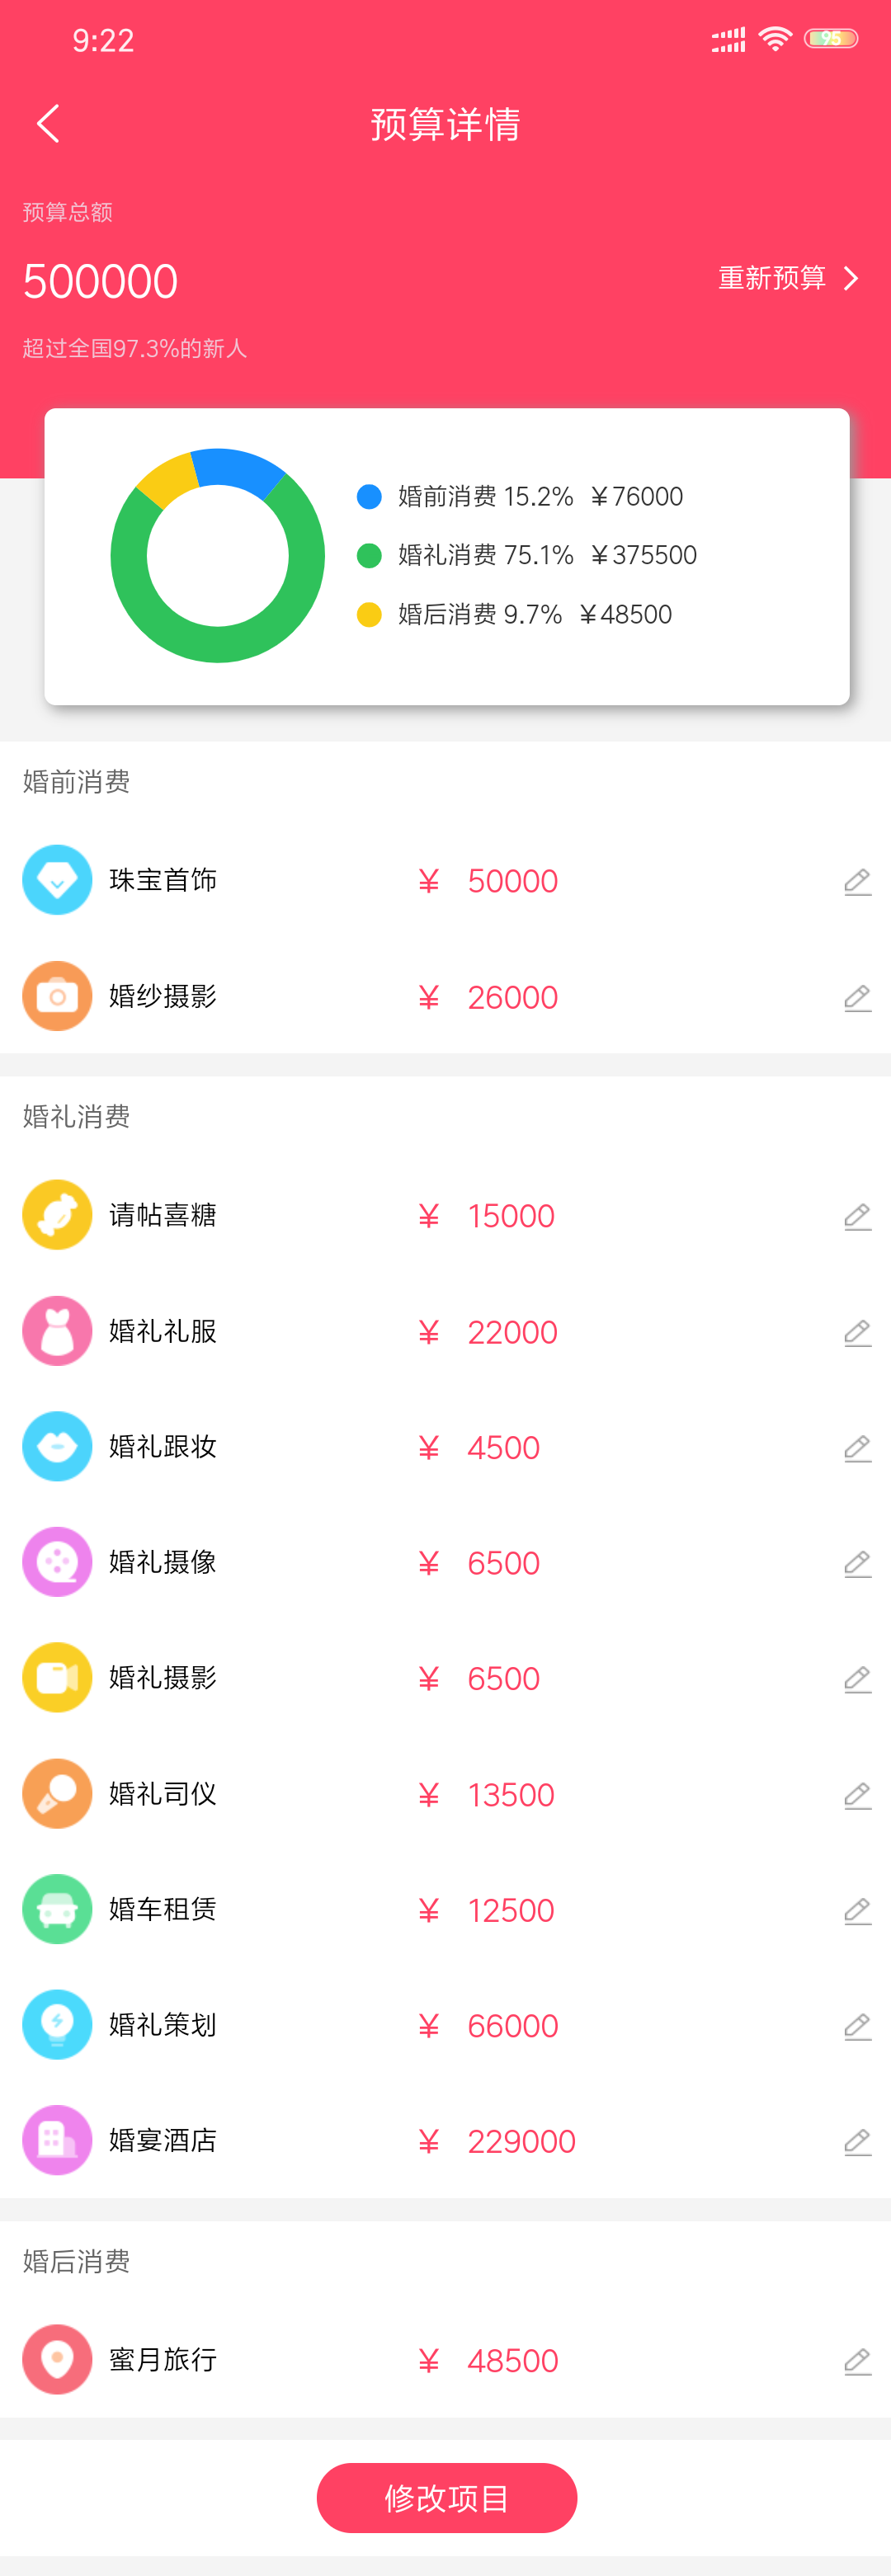 9:22
95
预算详情
预算总额
500000
重新预算
超过全国97.3%的新人
婚前消费 15.2% ￥76000
婚礼消费 75.1% ￥375500
婚后消费 9.7% ￥48500
婚前消费
珠宝首饰 ￥ 50000
婚纱摄影 ￥ 26000
婚礼消费
请帖喜糖 ￥ 15000
婚礼礼服 ￥ 22000
婚礼跟妆 ￥ 4500
婚礼摄像 ￥ 6500
婚礼摄影 ￥ 6500
婚礼司仪 ￥ 13500
婚车租赁 ￥ 12500
婚礼策划 ￥ 66000
婚宴酒店 ￥ 229000
婚后消费
蜜月旅行 ￥ 48500
修改项目